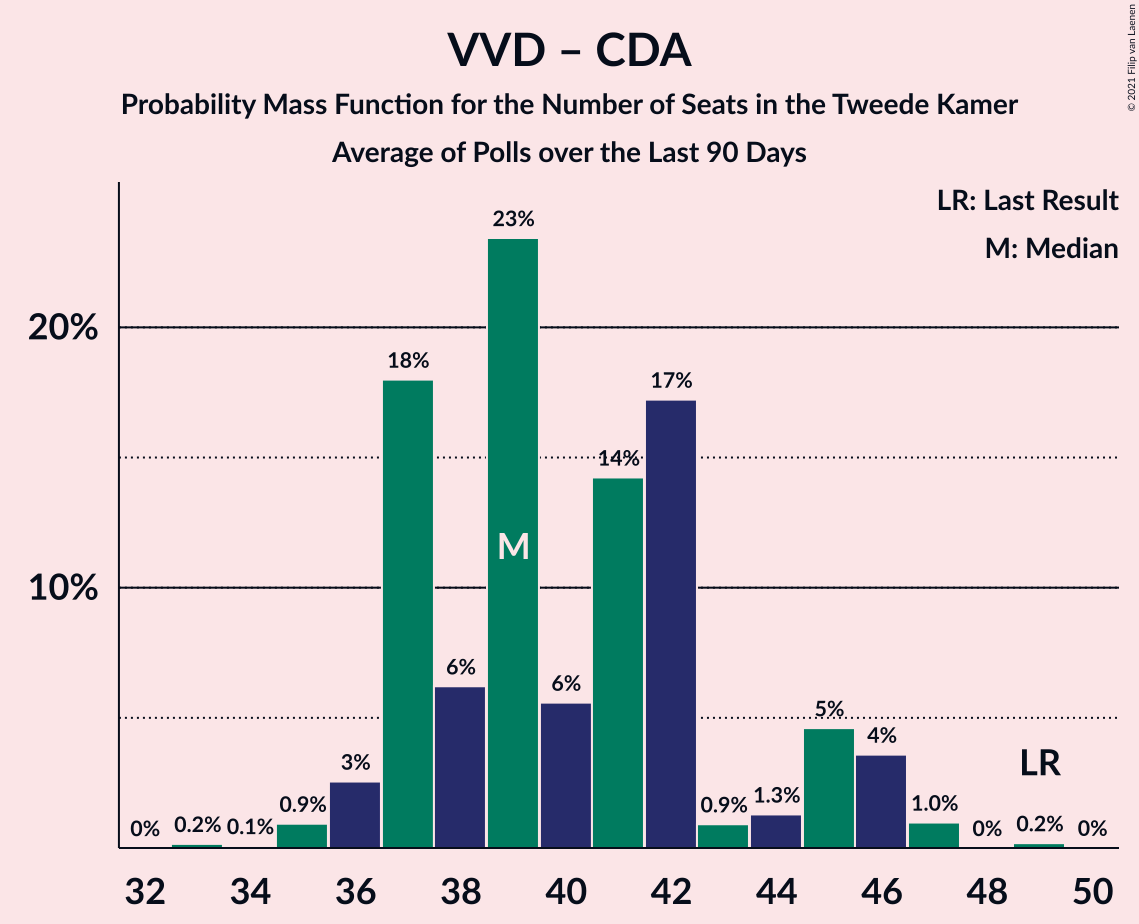 VVD – CDA
Probability Mass Function for the Number of Seats in the Tweede Kamer
Average of Polls over the Last 90 Days
© 2021 Filip van Laenen
LR: Last Result
M: Median
20%
10%
0%
0.2%
0.1%
0.9%
3%
18%
6%
23%
6%
14%
17%
0.9%
1.3%
5%
4%
1.0%
0%
0.2%
0%
M
LR
32 34 36 38 40 42 44 46 48 50